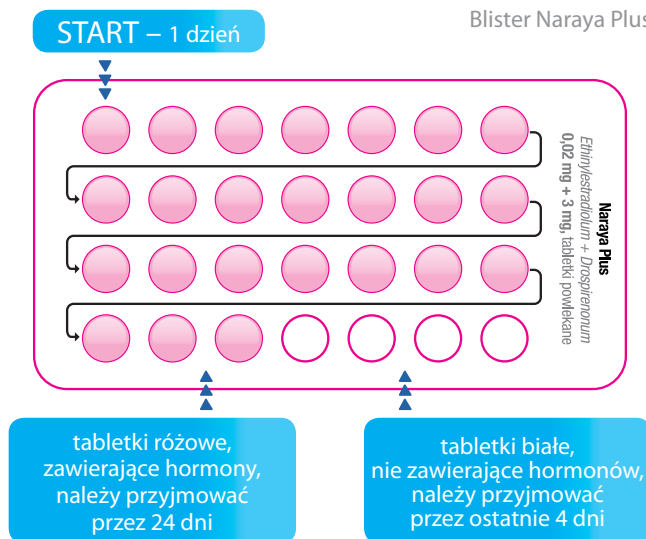 Blister Naraya Plus
START – 1 dzień
Naraya Plus
Ethinylestradiolum + Drospirenonum
0,02 mg + 3 mg, tabletki powlekane
tabletki różowe,
zawierające hormony,
należy przyjmować
przez 24 dni
tabletki białe,
nie zawierające hormonów,
należy przyjmować
przez ostatnie 4 dni